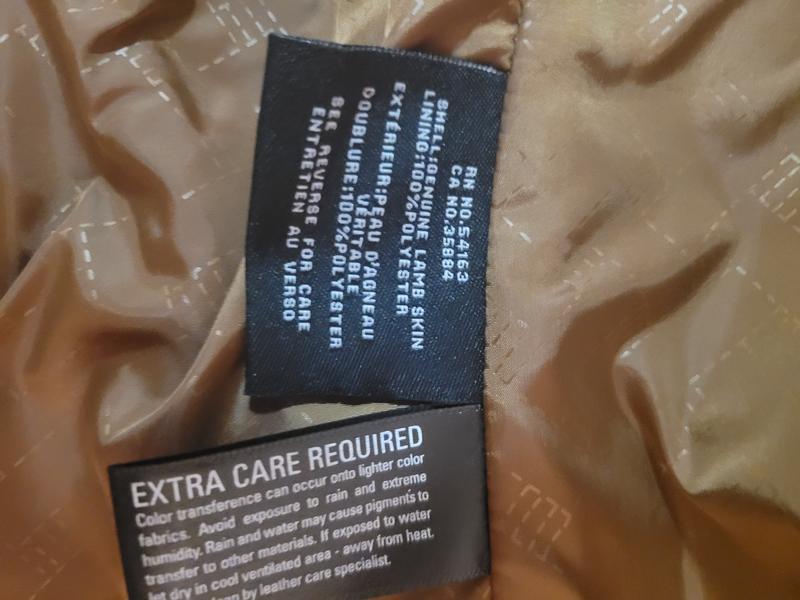 RN NO.54163
CA NO.35884
SHELL:GENUINE LAMB SKIN
LINING:100%POLYESTER
EXTÉRIEUR:PEAU D'AGNEAU
VÉRITABLE
DOUBLURE:100%POLYESTER
SEE REVERSE FOR CARE
ENTRETIEN AU VERSO
EXTRA CARE REQUIRED
Color transference can occur onto lighter color
fabrics. Avoid exposure to rain and extreme
humidity. Rain and water may cause pigments to
transfer to other materials. If exposed to water
let dry in cool ventilated area - away from heat.
by leather care specialist.